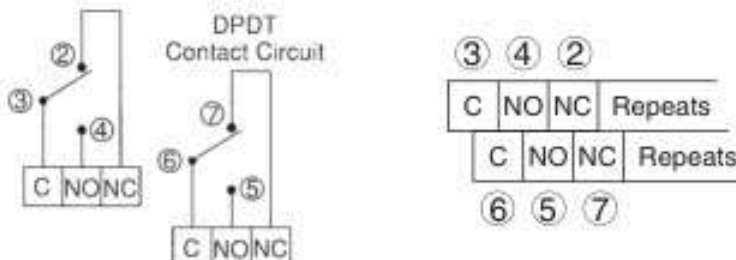 DPDT
Contact Circuit
②
③
④
C NO NC
⑦
⑥
⑤
C NO NC
③ ④ ②
C NO NC Repeats
C NO NC Repeats
⑥ ⑤ ⑦